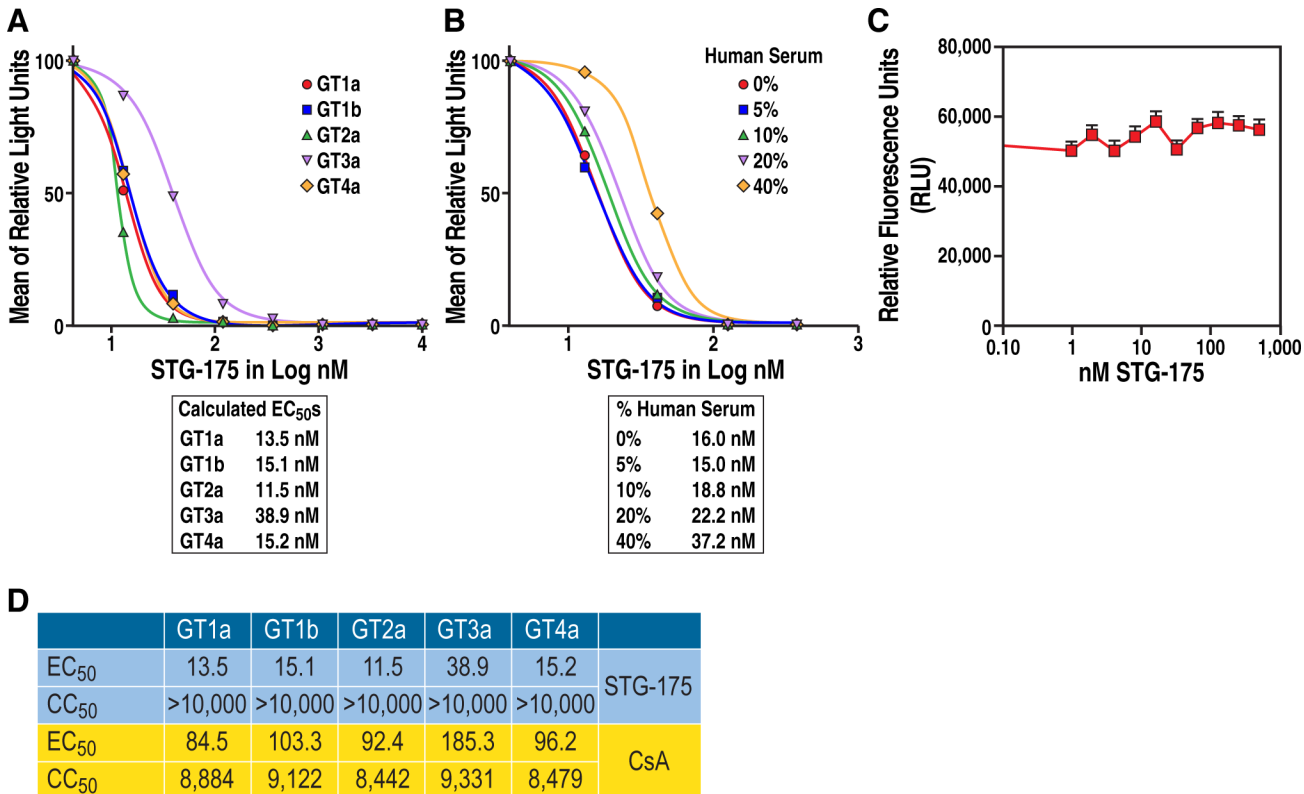 A
Mean of Relative Light Units
100
50
0
1
2
3
4
STG-175 in Log nM
GT1a
GT1b
GT2a
GT3a
GT4a
Calculated EC50s
GT1a 13.5 nM
GT1b 15.1 nM
GT2a 11.5 nM
GT3a 38.9 nM
GT4a 15.2 nM
B
Mean of Relative Light Units
100
50
0
1
2
3
STG-175 in Log nM
Human Serum
0%
5%
10%
20%
40%
% Human Serum
0% 16.0 nM
5% 15.0 nM
10% 18.8 nM
20% 22.2 nM
40% 37.2 nM
C
Relative Fluorescence Units
(RLU)
80,000
60,000
40,000
20,000
0
0.10
1
10
100
1,000
nM STG-175
D
GT1a GT1b GT2a GT3a GT4a
EC50 13.5 15.1 11.5 38.9 15.2
STG-175
CC50 >10,000 >10,000 >10,000 >10,000 >10,000
EC50 84.5 103.3 92.4 185.3 96.2
CsA
CC50 8,884 9,122 8,442 9,331 8,479